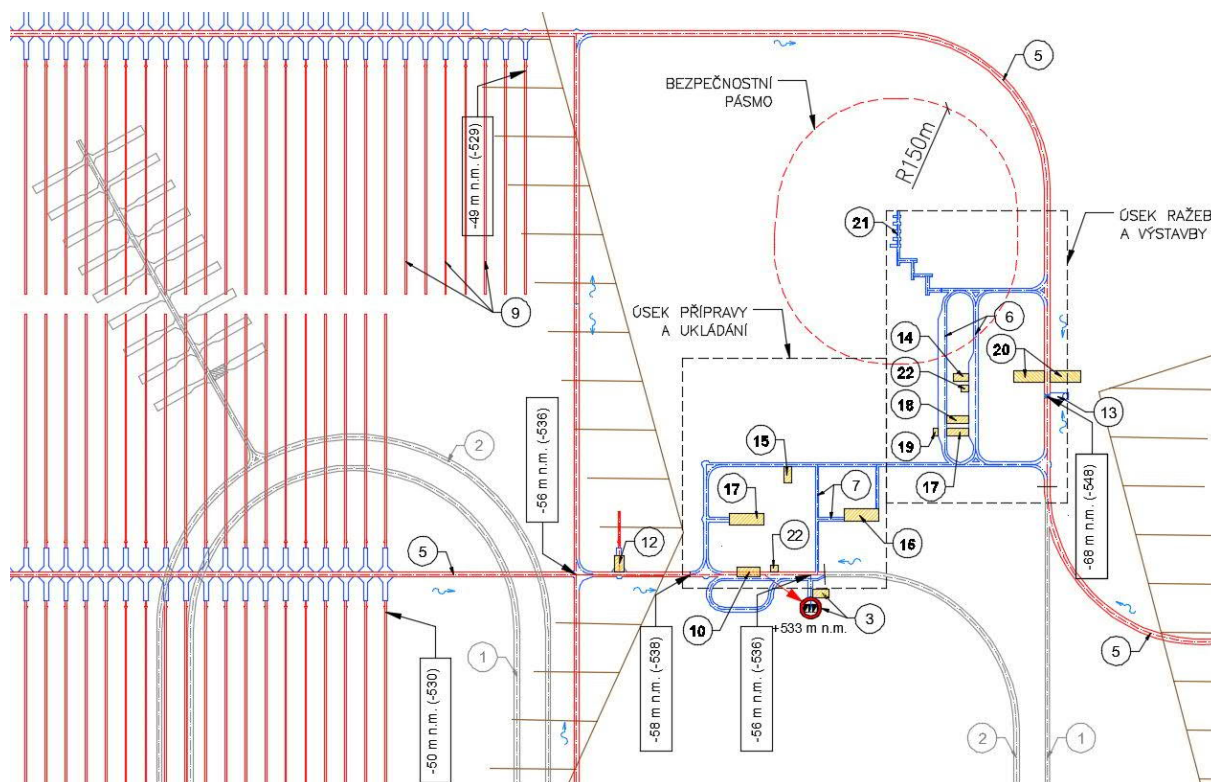 5
BEZPEČNOSTNÍ
PÁSMO
R150m
-49 m n.m. (-529)
21
ÚSEK RAŽEB
A VÝSTAVBY
9
ÚSEK PŘÍPRAVY
A UKLÁDÁNÍ
6
14
20
22
18
13
19
17
2
-56 m n.m. (-536)
15
17
7
16
-68 m n.m. (-548)
12
22
5
10
3
+533 m n.m.
1
-50 m n.m. (-530)
-58 m n.m. (-538)
-56 m n.m. (-536)
5
2
1